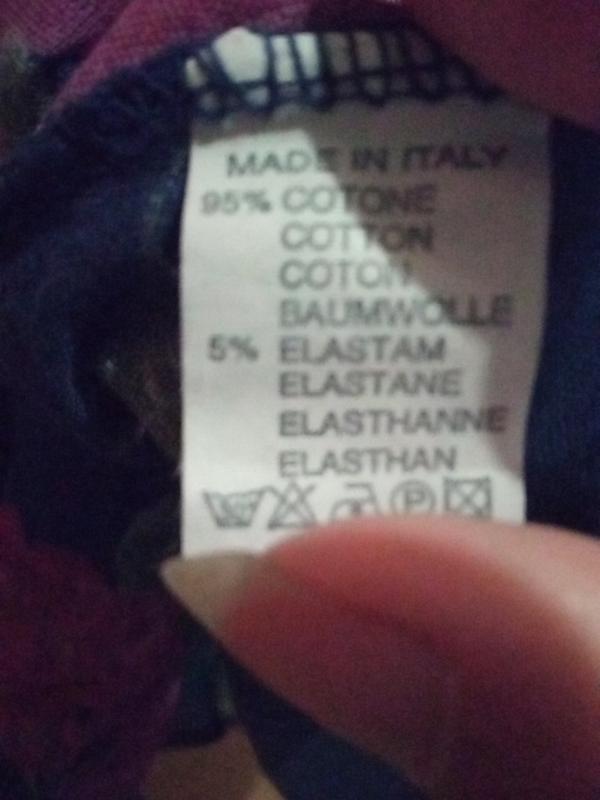 MADE IN ITALY
95% COTONE
COTTON
COTON
BAUMWOLLE
5% ELASTAM
ELASTANE
ELASTHANNE
ELASTHAN
P